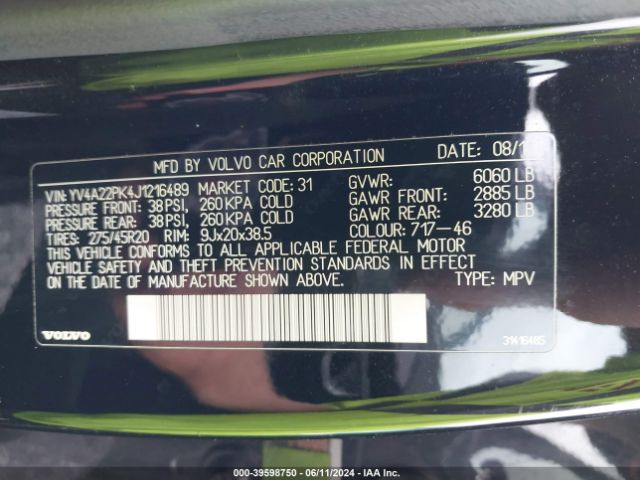 MFD BY VOLVO CAR CORPORATION DATE: 08/1
VIN: YV4A22PK4J1216489 MARKET CODE: 31 GVWR: 6060 LB
PRESSURE FRONT: 38 PSI, 260 KPA COLD GAWR FRONT: 2885 LB
PRESSURE REAR: 38 PSI, 260 KPA COLD GAWR REAR: 3280 LB
TIRES: 275/45R20 RIM: 9Jx20x38.5 COLOUR: 717-46
THIS VEHICLE CONFORMS TO ALL APPLICABLE FEDERAL MOTOR
VEHICLE SAFETY AND THEFT PREVENTION STANDARDS IN EFFECT
ON THE DATE OF MANUFACTURE SHOWN ABOVE. TYPE: MPV
VOLVO 31416485
000-39598750 / 06/11/2024 / IAA Inc.